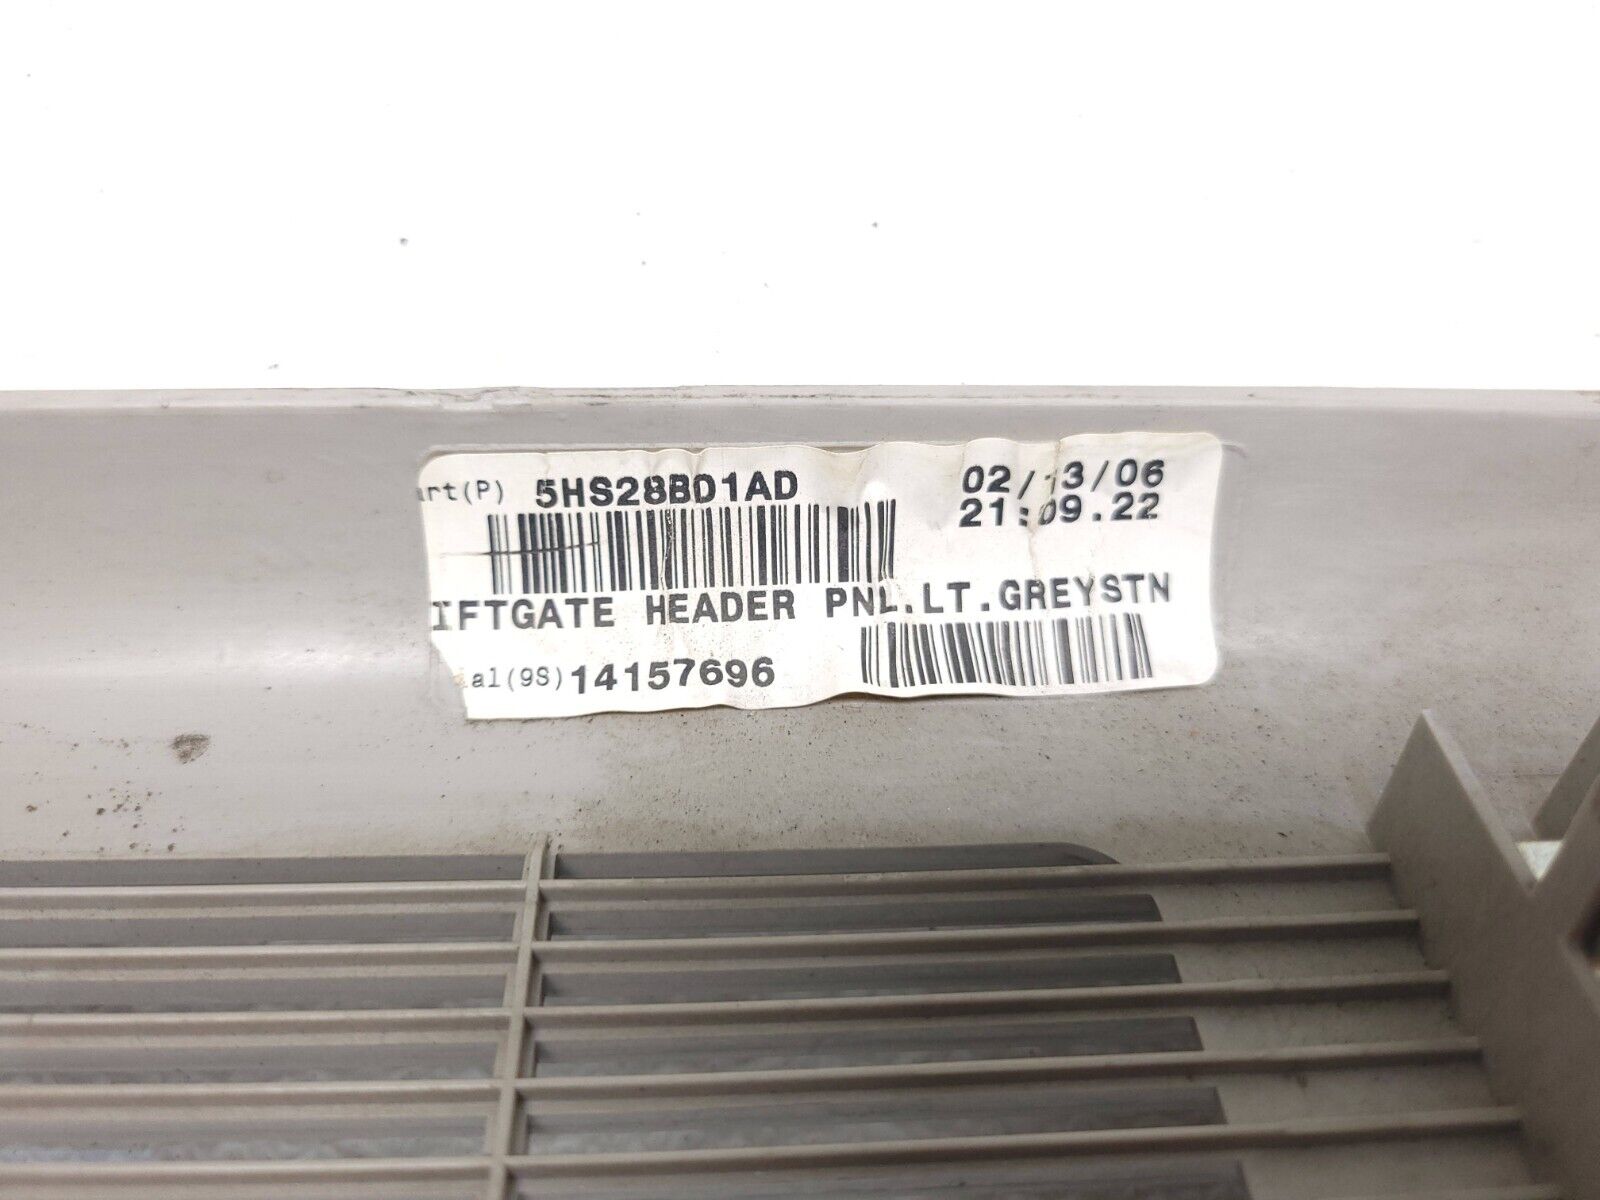 art(P) 5HS28BD1AD
02/13/06
21:09.22
IFTGATE HEADER PNL.LT.GREYSTN
ial(9S) 14157696